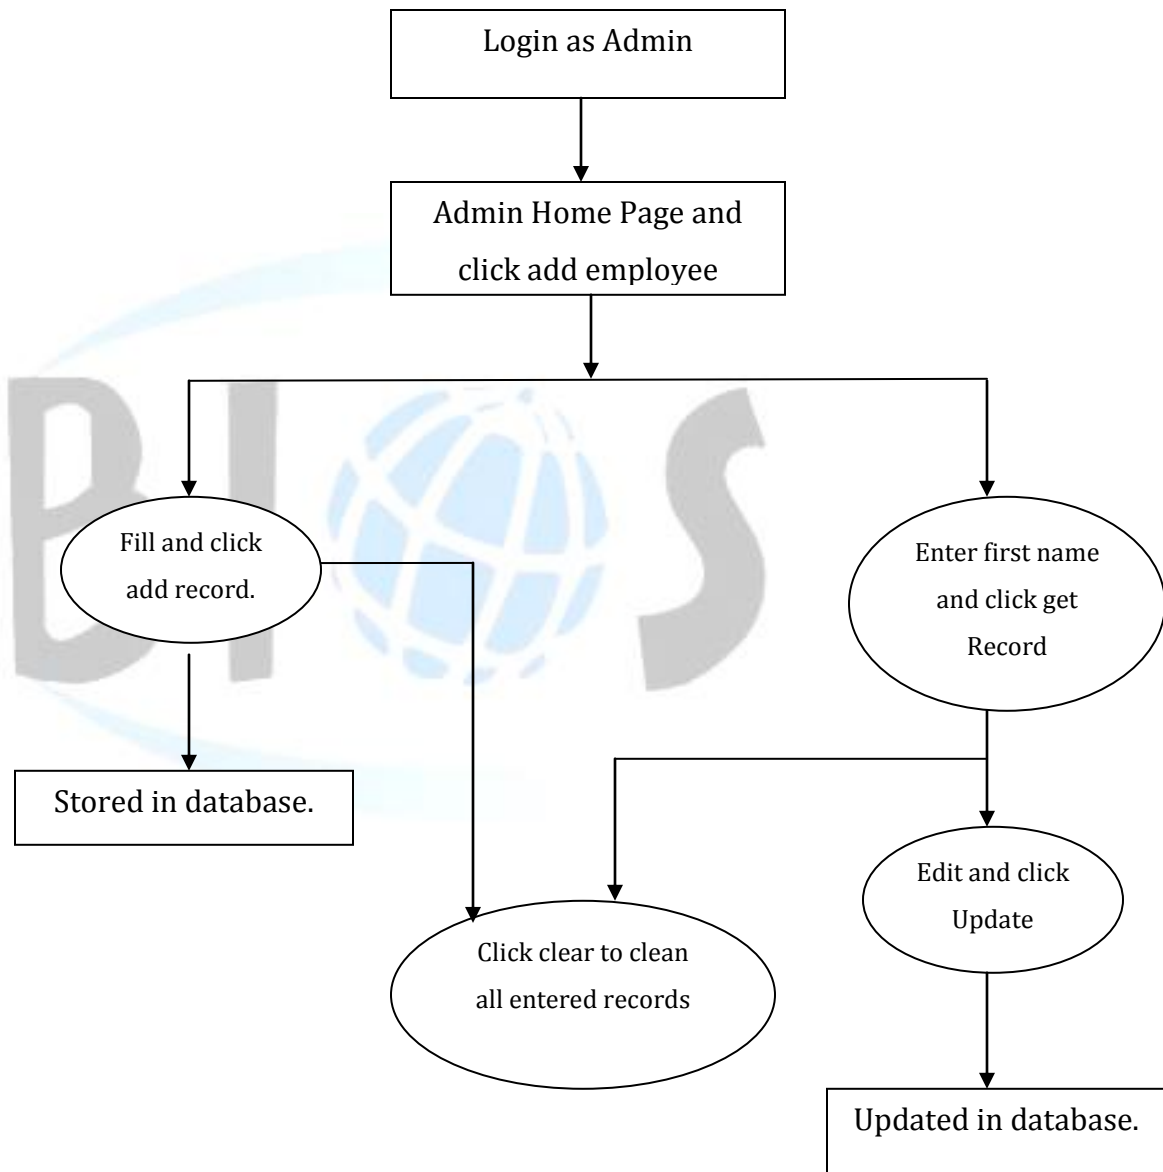 Login as Admin
Admin Home Page and
click add employee
BIOS
Fill and click
add record.
Enter first name
and click get
Record
Stored in database.
Edit and click
Update
Click clear to clean
all entered records
Updated in database.